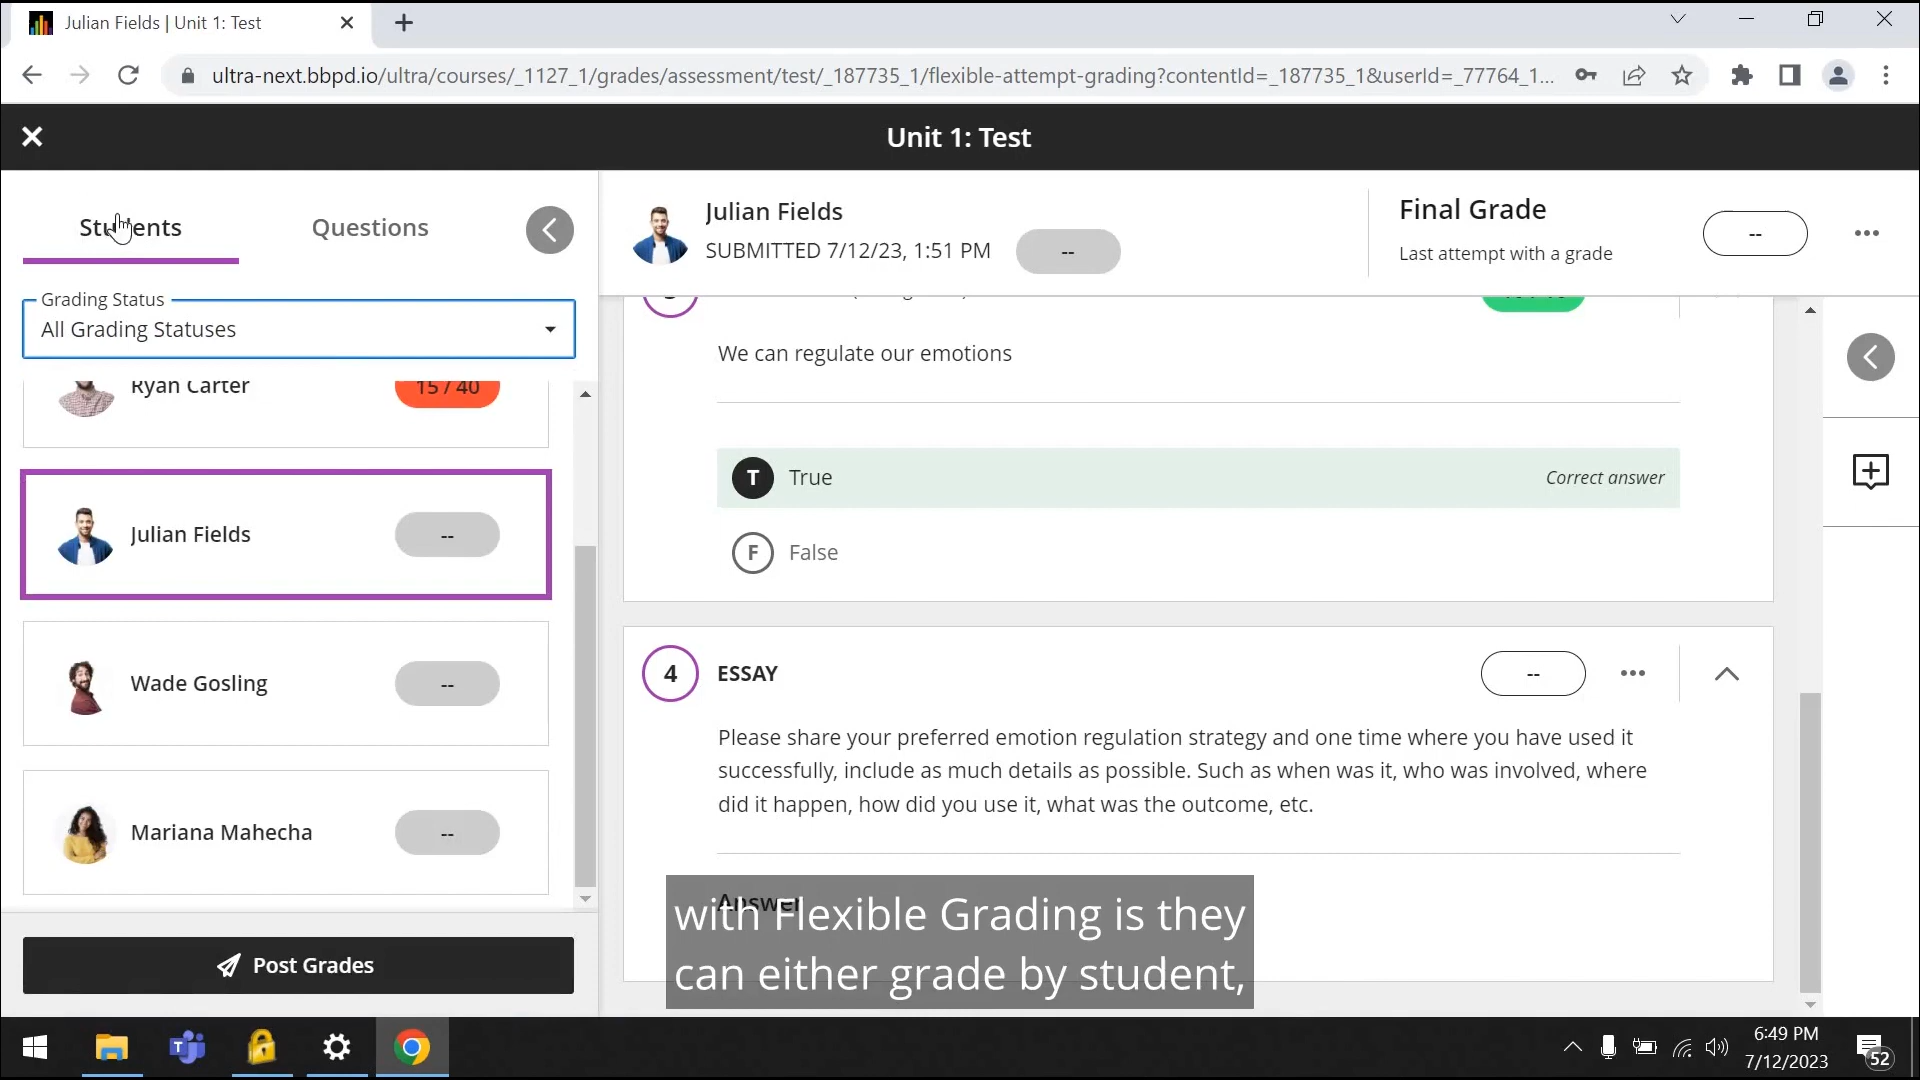 Julian Fields | Unit 1: Test
ultra-next.bbpd.io/ultra/courses/_1127_1/grades/assessment/test/_187735_1/flexible-attempt-grading?contentId=_187735_1&userId=_77764_1...
Unit 1: Test
Students
Questions
Grading Status
All Grading Statuses
Ryan Carter
15 / 40
Julian Fields
--
Wade Gosling
--
Mariana Mahecha
--
Post Grades
Julian Fields
SUBMITTED 7/12/23, 1:51 PM
--
Final Grade
Last attempt with a grade
--
We can regulate our emotions
T True
Correct answer
F False
4 ESSAY
--
Please share your preferred emotion regulation strategy and one time where you have used it
successfully, include as much details as possible. Such as when was it, who was involved, where
did it happen, how did you use it, what was the outcome, etc.
Answer
with Flexible Grading is they
can either grade by student,
6:49 PM
7/12/2023
52